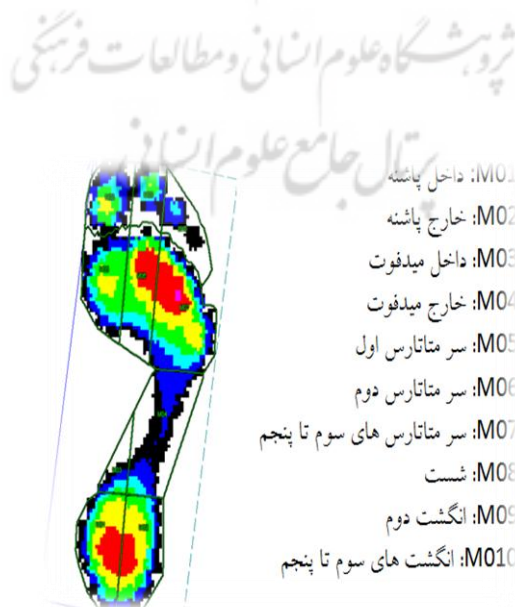 پژوهشگاه علوم انسانی و مطالعات فرهنگی
پرتال جامع علوم انسانی
M01: داخل پاشنه
M02: خارج پاشنه
M03: داخل میدفوت
M04: خارج میدفوت
M05: سر متاتارس اول
M06: سر متاتارس دوم
M07: سر متاتارس های سوم تا پنجم
M08: شست
M09: انگشت دوم
M010: انگشت های سوم تا پنجم